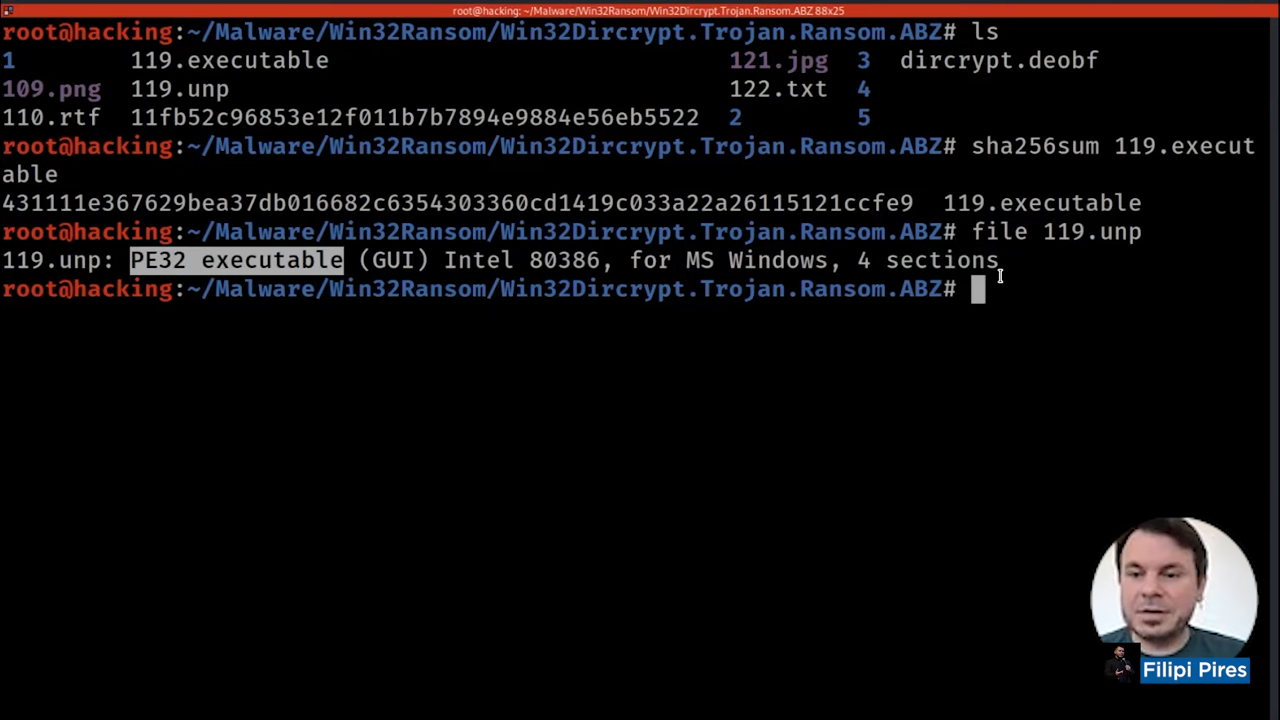 root@hacking: ~/Malware/Win32Ransom/Win32Dircrypt.Trojan.Ransom.ABZ 88x25
root@hacking:~/Malware/Win32Ransom/Win32Dircrypt.Trojan.Ransom.ABZ# ls
1 119.executable 121.jpg 3 dircrypt.deobf
109.png 119.unp 122.txt 4
110.rtf 11fb52c96853e12f011b7b7894e9884e56eb5522 2 5
root@hacking:~/Malware/Win32Ransom/Win32Dircrypt.Trojan.Ransom.ABZ# sha256sum 119.execut
able
431111e367629bea37db016682c6354303360cd1419c033a22a26115121ccfe9 119.executable
root@hacking:~/Malware/Win32Ransom/Win32Dircrypt.Trojan.Ransom.ABZ# file 119.unp
119.unp: PE32 executable (GUI) Intel 80386, for MS Windows, 4 sections
root@hacking:~/Malware/Win32Ransom/Win32Dircrypt.Trojan.Ransom.ABZ#
Filipi Pires